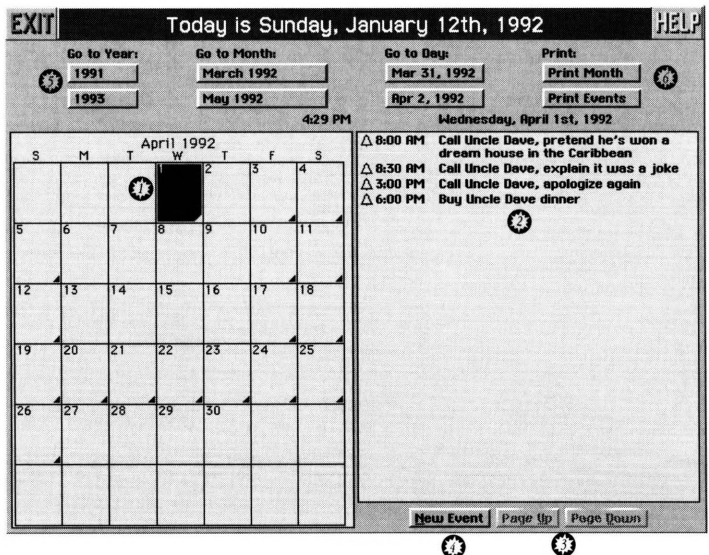 EXIT
Today is Sunday, January 12th, 1992
HELP
Go to Year:
Go to Month:
Go to Day:
Print:
5
1991
March 1992
Mar 31, 1992
Print Month
6
1993
May 1992
Apr 2, 1992
Print Events
4:29 PM
Wednesday, April 1st, 1992
April 1992
S M T W T F S
1
1 2 3 4
5 6 7 8 9 10 11
12 13 14 15 16 17 18
19 20 21 22 23 24 25
26 27 28 29 30
8:00 AM Call Uncle Dave, pretend he's won a
dream house in the Caribbean
8:30 AM Call Uncle Dave, explain it was a joke
3:00 PM Call Uncle Dave, apologize again
6:00 PM Buy Uncle Dave dinner
2
New Event
Page Up
Page Down
4
3